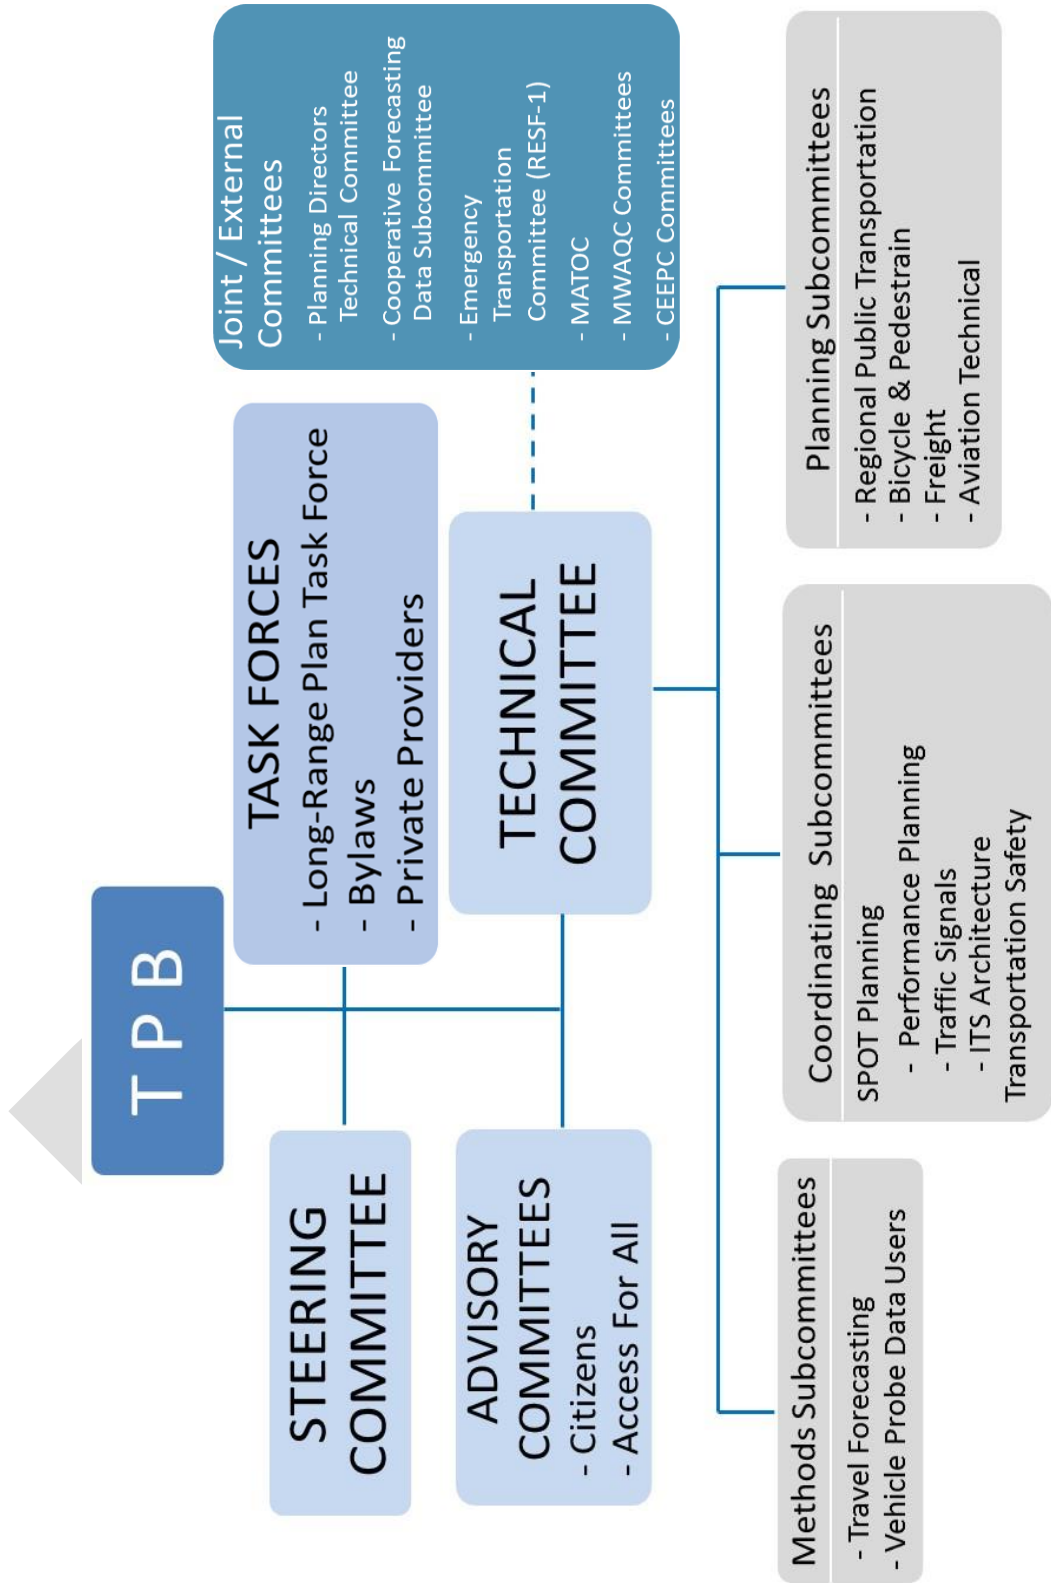 T P B
STEERING
COMMITTEE
TASK FORCES
- Long-Range Plan Task Force
- Bylaws
- Private Providers
Joint / External
Committees
- Planning Directors
Technical Committee
- Cooperative Forecasting
Data Subcommittee
- Emergency
Transportation
Committee (RESF-1)
- MATOC
- MWAQC Committees
- CEEPC Committees
ADVISORY
COMMITTEES
- Citizens
- Access For All
TECHNICAL
COMMITTEE
Methods Subcommittees
- Travel Forecasting
- Vehicle Probe Data Users
Coordinating Subcommittees
SPOT Planning
- Performance Planning
- Traffic Signals
- ITS Architecture
Transportation Safety
Planning Subcommittees
- Regional Public Transportation
- Bicycle & Pedestrain
- Freight
- Aviation Technical